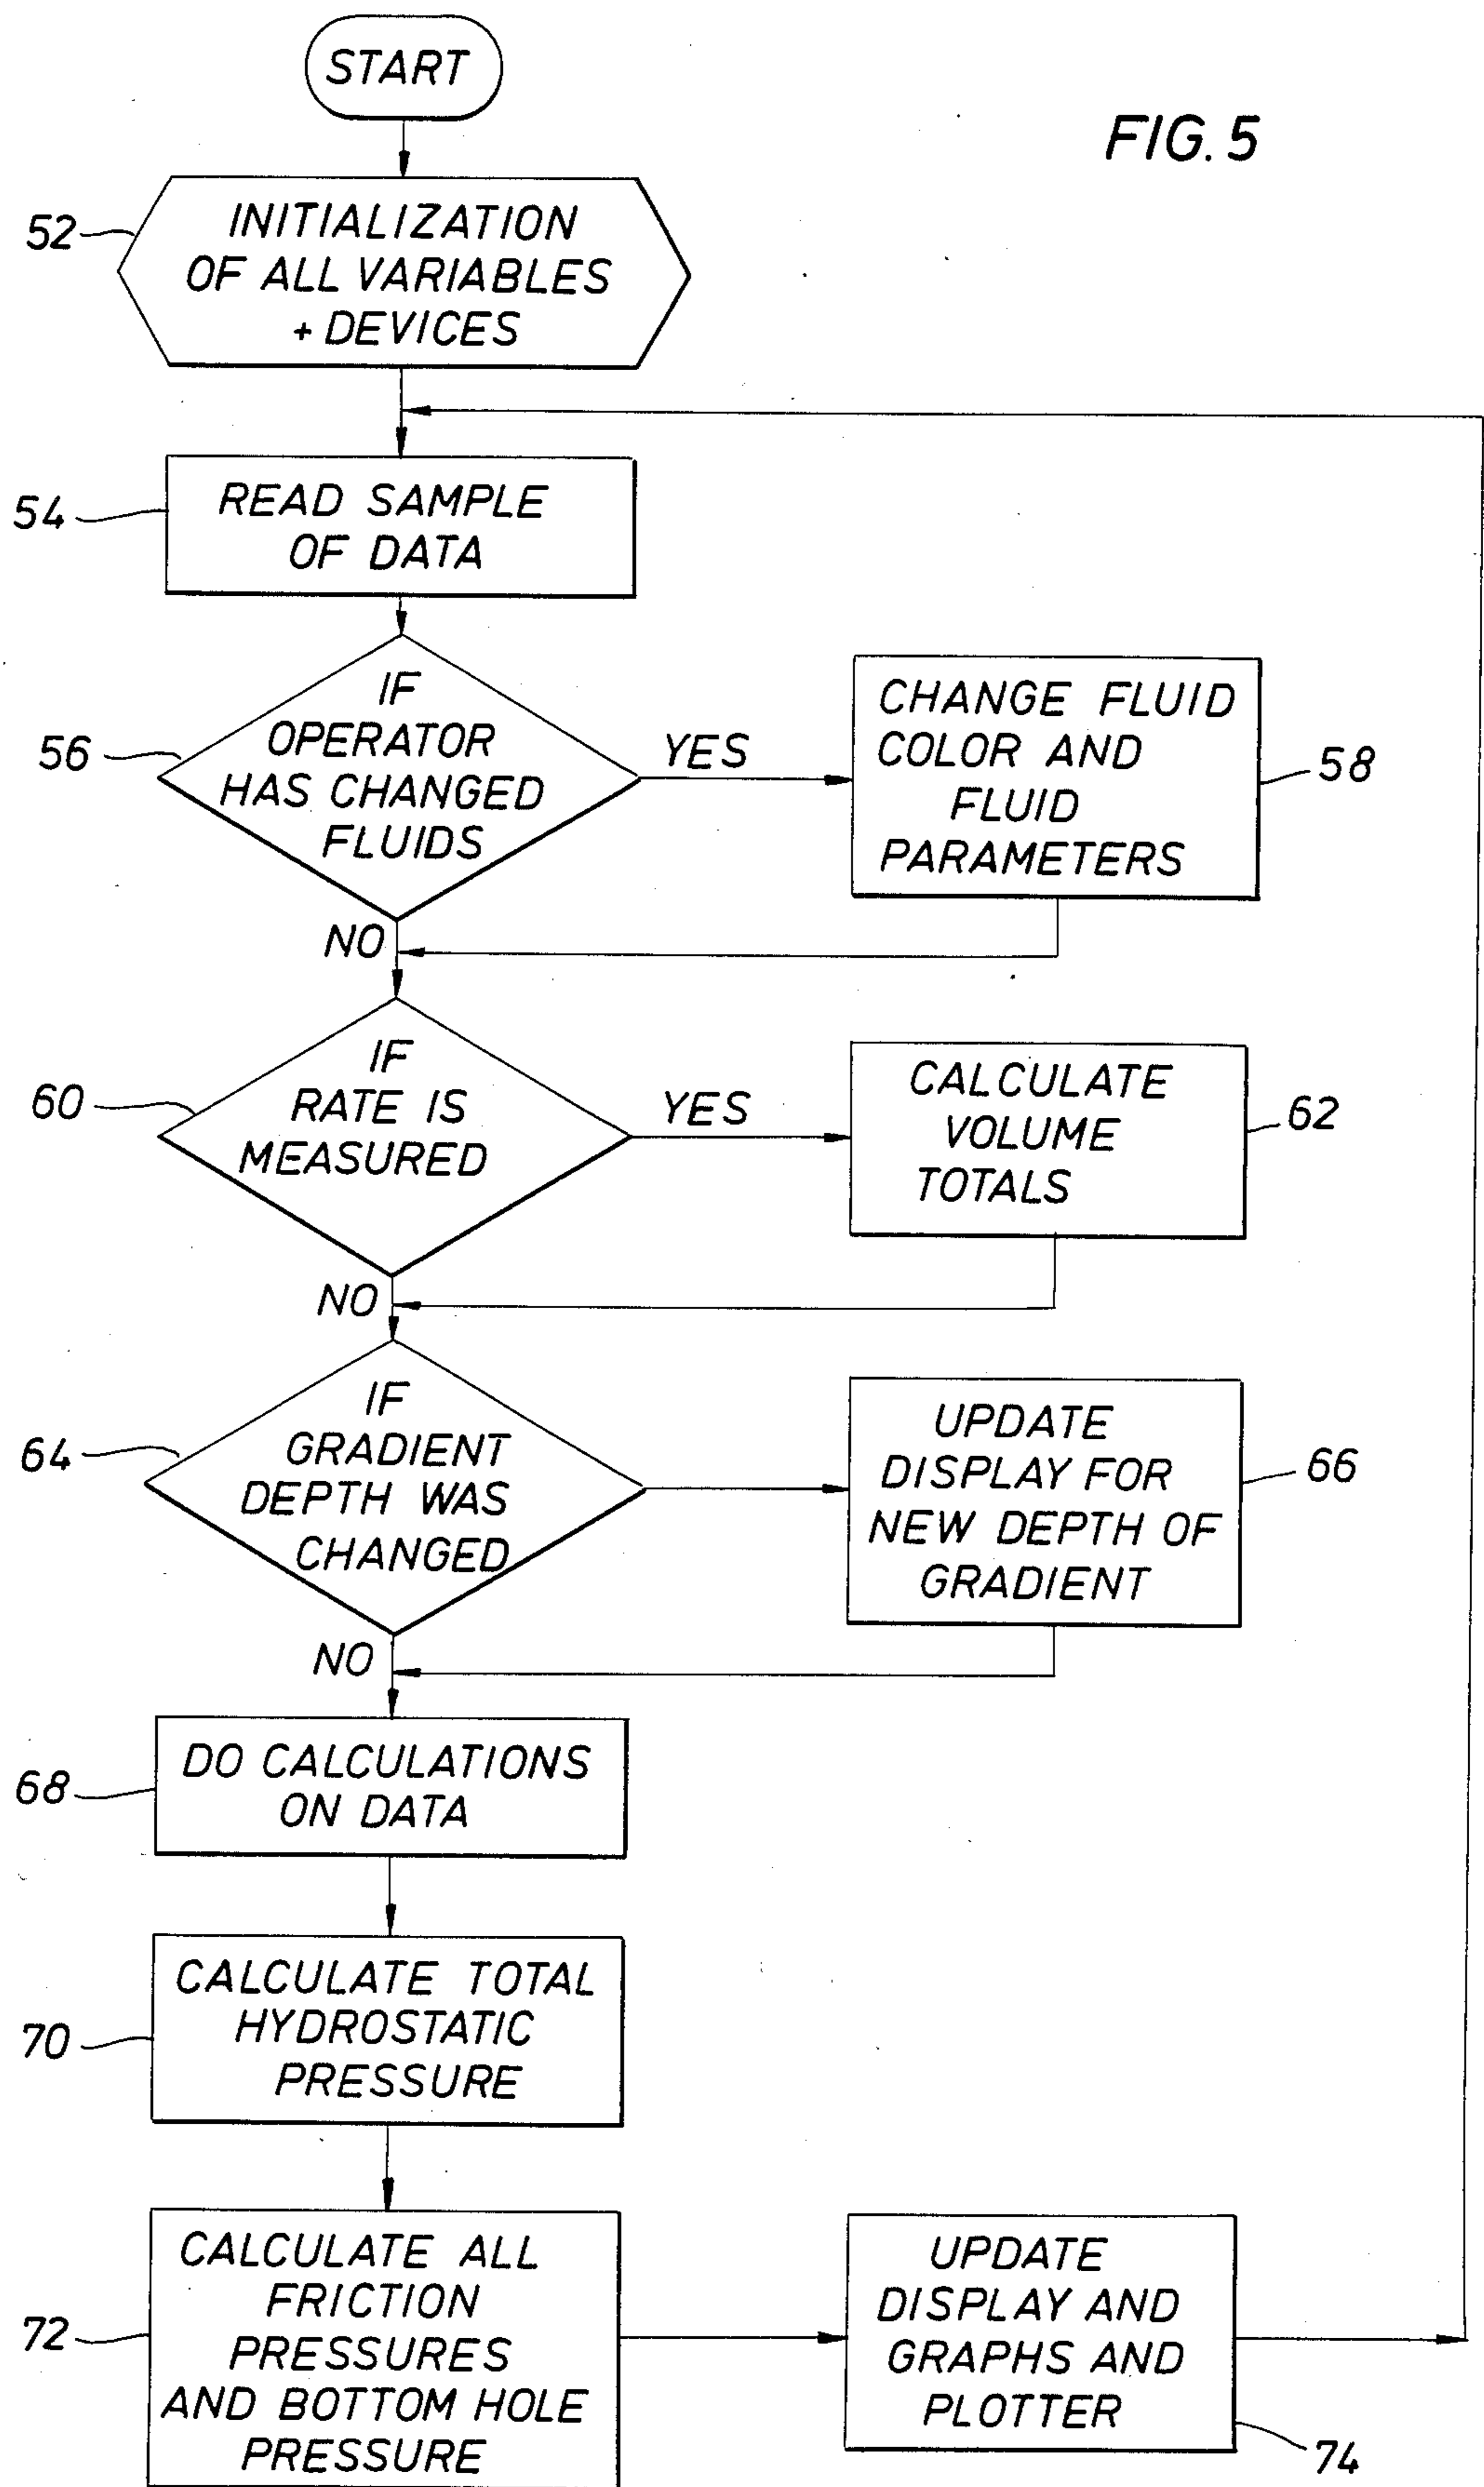 START
FIG. 5
52
INITIALIZATION
OF ALL VARIABLES
+ DEVICES
54
READ SAMPLE
OF DATA
56
IF
OPERATOR
HAS CHANGED
FLUIDS
YES
CHANGE FLUID
COLOR AND
FLUID
PARAMETERS
58
NO
60
IF
RATE IS
MEASURED
YES
CALCULATE
VOLUME
TOTALS
62
NO
64
IF
GRADIENT
DEPTH WAS
CHANGED
UPDATE
DISPLAY FOR
NEW DEPTH OF
GRADIENT
66
NO
68
DO CALCULATIONS
ON DATA
70
CALCULATE TOTAL
HYDROSTATIC
PRESSURE
72
CALCULATE ALL
FRICTION
PRESSURES
AND BOTTOM HOLE
PRESSURE
UPDATE
DISPLAY AND
GRAPHS AND
PLOTTER
74